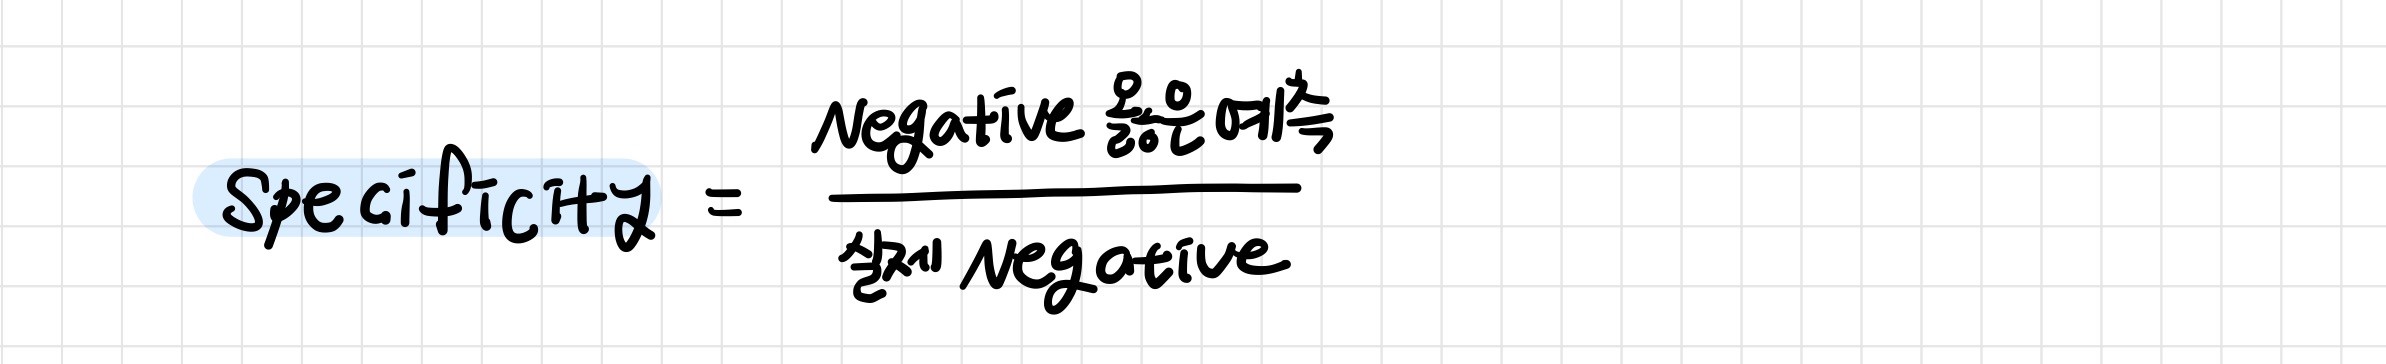 Negative 옳은 예측
Specificity =
실제 Negative